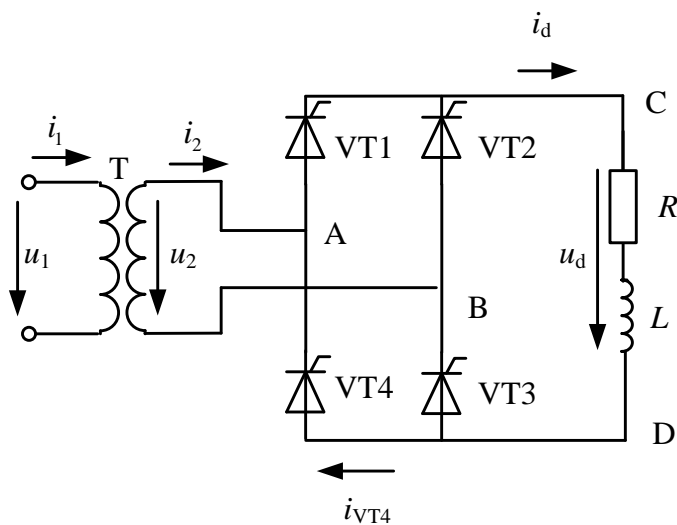 i_d
C
i_1
T
i_2
VT1
VT2
R
A
u_1
u_2
u_d
B
L
VT4
VT3
D
i_VT4